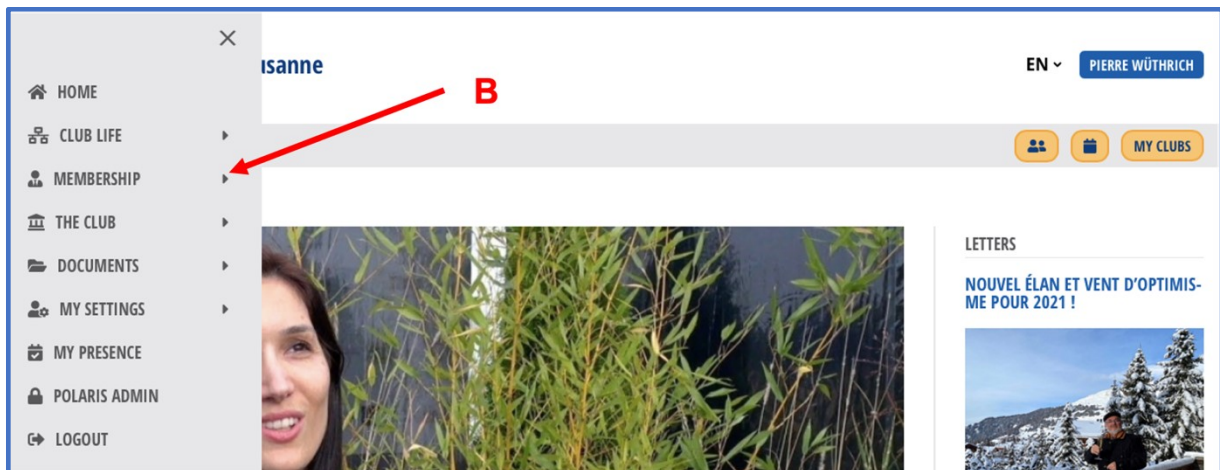 usanne
EN
PIERRE WÜTHRICH
B
HOME
CLUB LIFE
MEMBERSHIP
THE CLUB
DOCUMENTS
MY SETTINGS
MY PRESENCE
POLARIS ADMIN
LOGOUT
MY CLUBS
LETTERS
NOUVEL ÉLAN ET VENT D'OPTIMIS-
ME POUR 2021 !